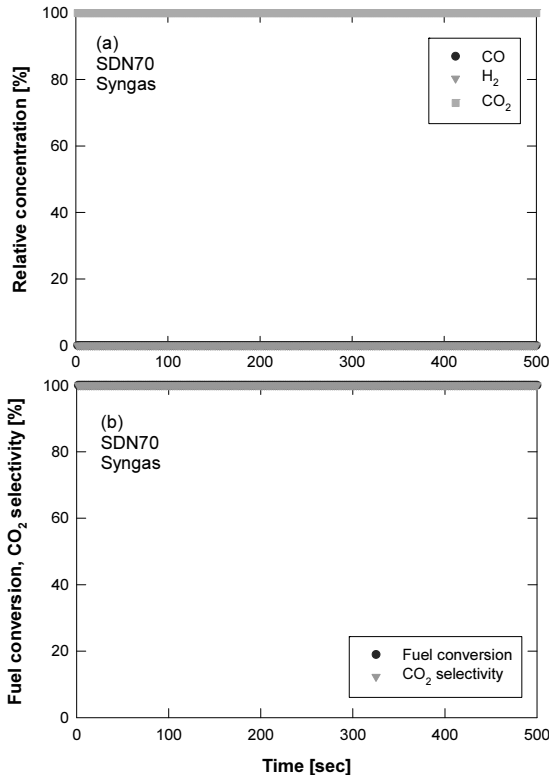 100
(a)
SDN70
Syngas
CO
H2
CO2
80
60
40
20
0
Relative concentration [%]
0 100 200 300 400 500
100
(b)
SDN70
Syngas
80
60
40
20
0
Fuel conversion, CO2 selectivity [%]
Fuel conversion
CO2 selectivity
0 100 200 300 400 500
Time [sec]